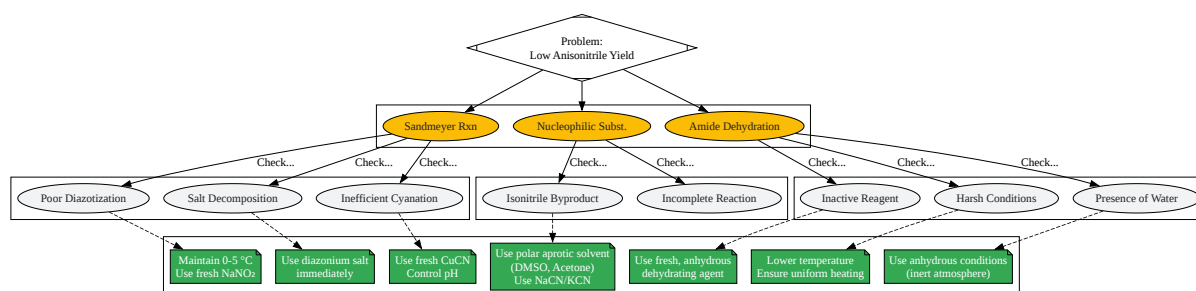 Problem:
Low Anisonitrile Yield
Sandmeyer Rxn
Nucleophilic Subst.
Amide Dehydration
Check...
Check...
Check...
Check...
Check...
Check...
Check...
Poor Diazotization
Salt Decomposition
Inefficient Cyanation
Isonitrile Byproduct
Incomplete Reaction
Inactive Reagent
Harsh Conditions
Presence of Water
Maintain 0-5 °C
Use fresh NaNO₂
Use diazonium salt
immediately
Use fresh CuCN
Control pH
Use polar aprotic solvent
(DMSO, Acetone)
Use NaCN/KCN
Use fresh, anhydrous
dehydrating agent
Lower temperature
Ensure uniform heating
Use anhydrous conditions
(inert atmosphere)